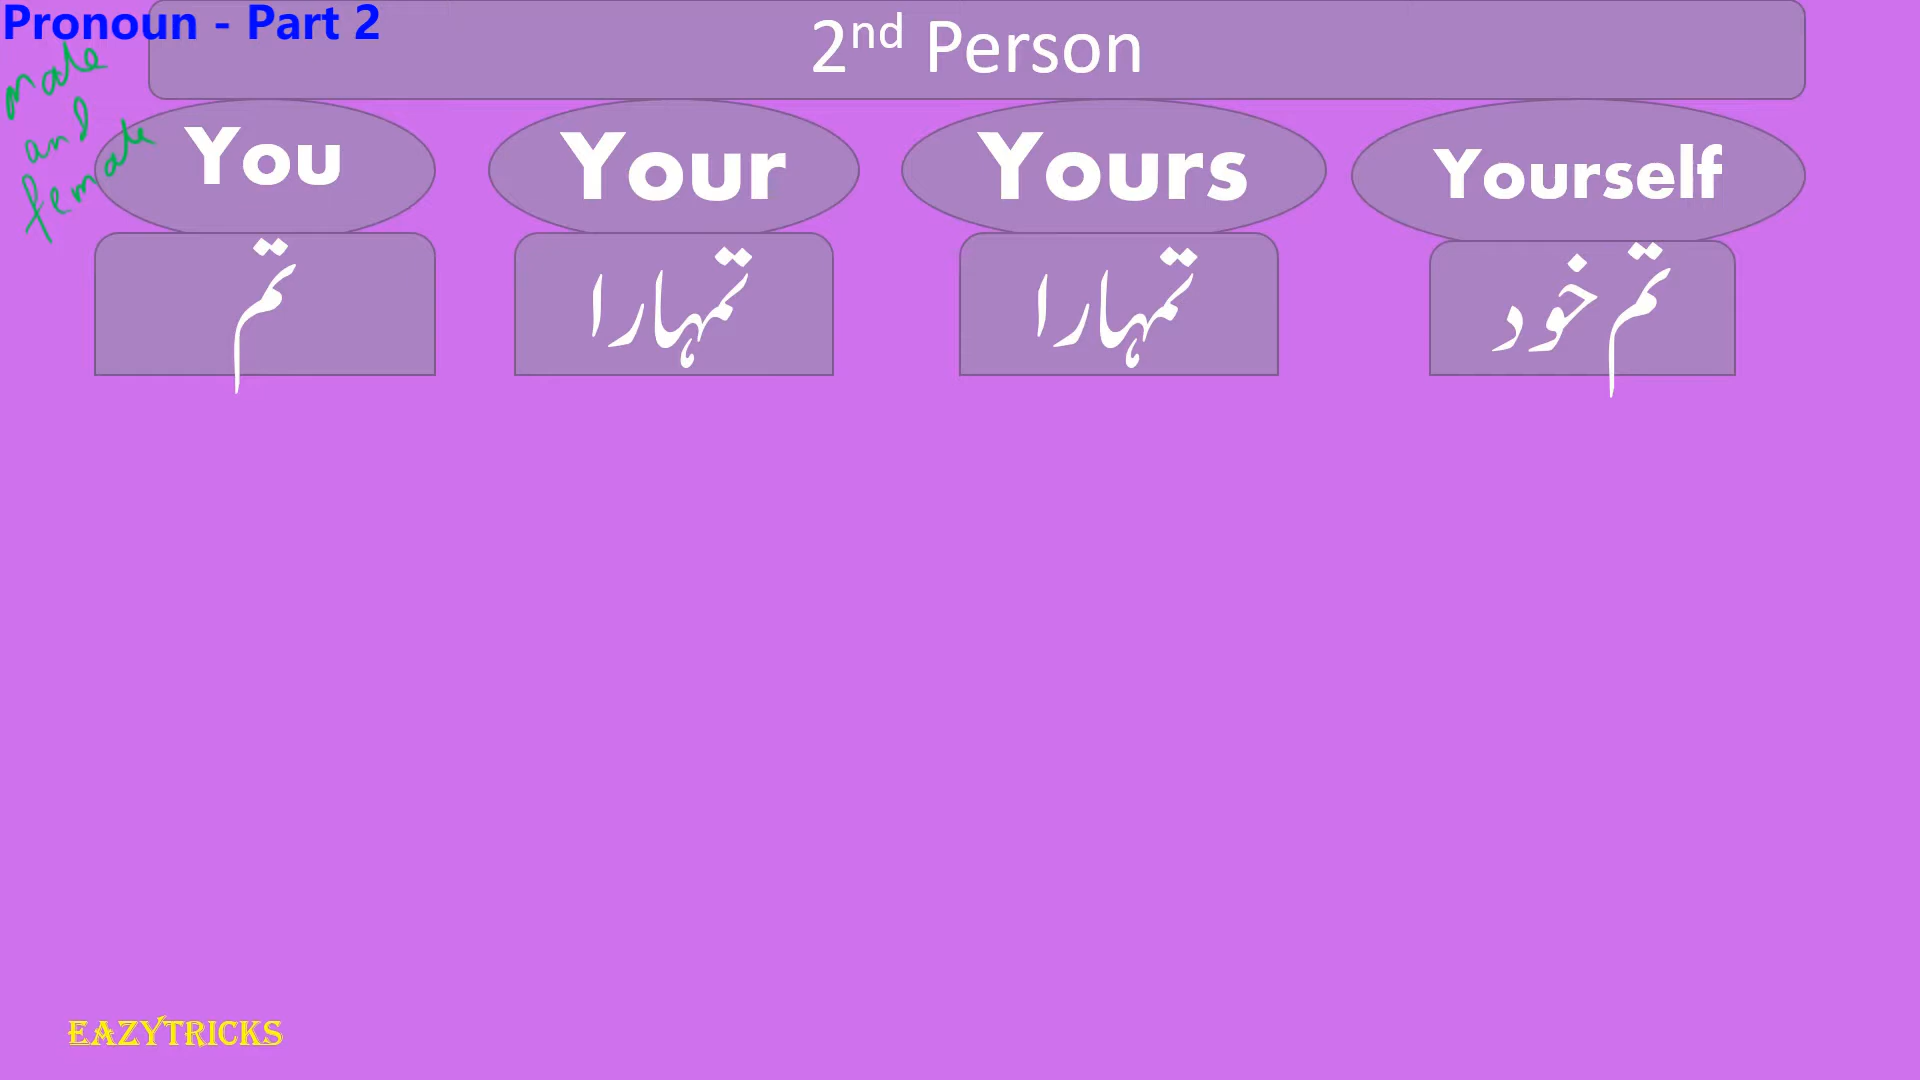 Pronoun - Part 2
2nd Person
male
and
female
You
Your
Yours
Yourself
تم
تمہارا
تمہارا
تم خود
EAZYTRICKS